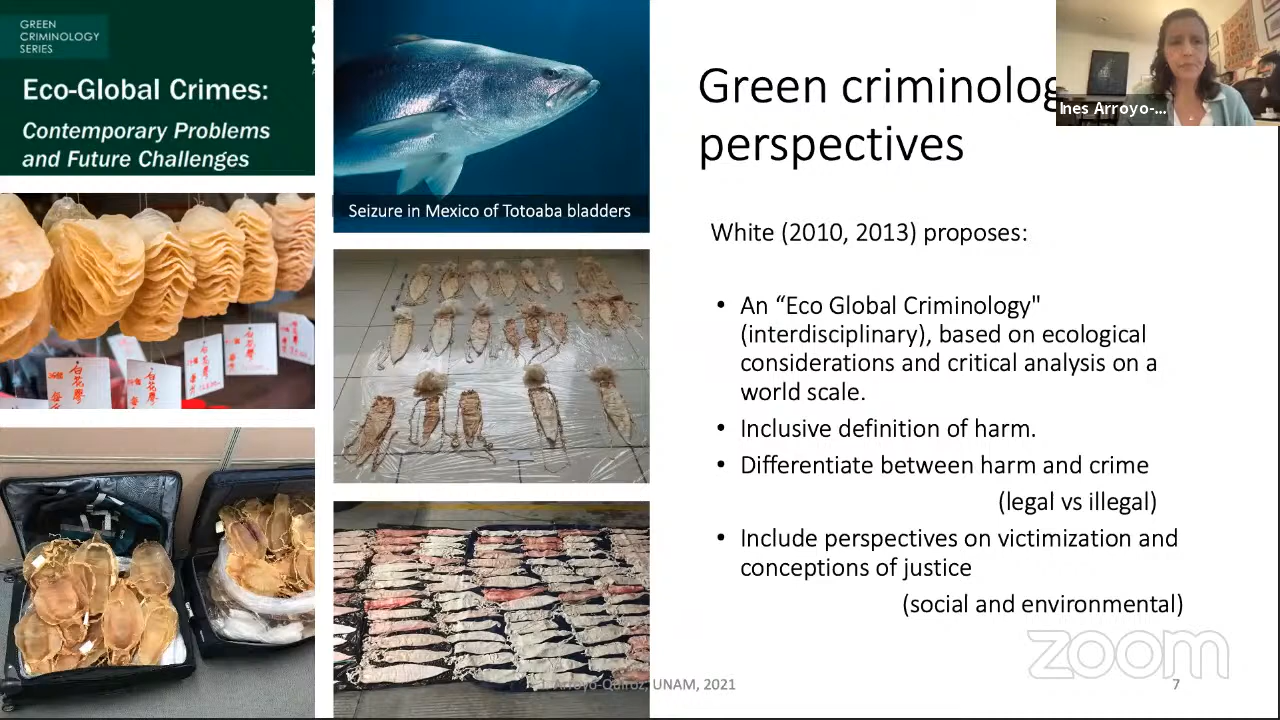 GREEN
CRIMINOLOGY
SERIES
Eco-Global Crimes:
Contemporary Problems
and Future Challenges
Seizure in Mexico of Totoaba bladders
Green criminolog
perspectives
Ines Arroyo-...
White (2010, 2013) proposes:
• An “Eco Global Criminology"
(interdisciplinary), based on ecological
considerations and critical analysis on a
world scale.
• Inclusive definition of harm.
• Differentiate between harm and crime
(legal vs illegal)
• Include perspectives on victimization and
conceptions of justice
(social and environmental)
zoom
Arroyo-Quiroz, UNAM, 2021
7